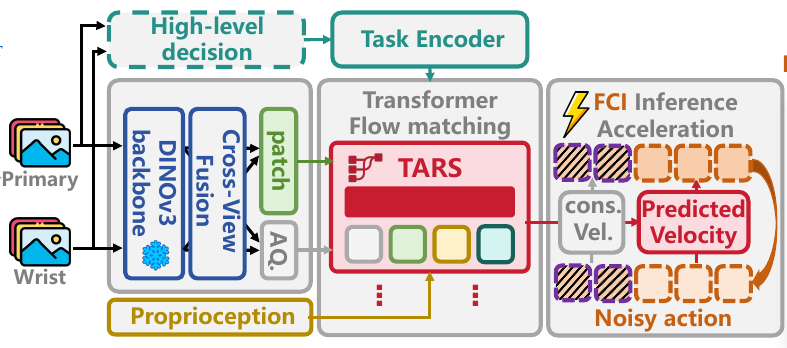 High-level
decision
Task Encoder
Primary
Wrist
DINOv3
backbone
Cross-View
Fusion
patch
AQ.
Proprioception
Transformer
Flow matching
TARS
FCI Inference
Acceleration
cons.
Vel.
Predicted
Velocity
Noisy action